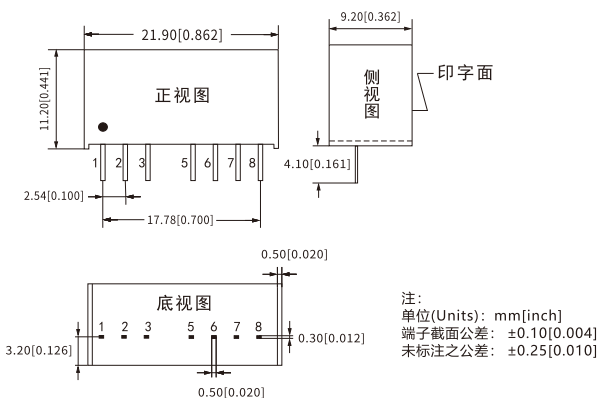 9.20[0.362]
21.90[0.862]
11.20[0.441]
正视图
侧视图
印字面
1 2 3 5 6 7 8
4.10[0.161]
2.54[0.100]
17.78[0.700]
0.50[0.020]
底视图
1 2 3 5 6 7 8
0.30[0.012]
3.20[0.126]
0.50[0.020]
注：
单位(Units)：mm[inch]
端子截面公差： ±0.10[0.004]
未标注之公差： ±0.25[0.010]